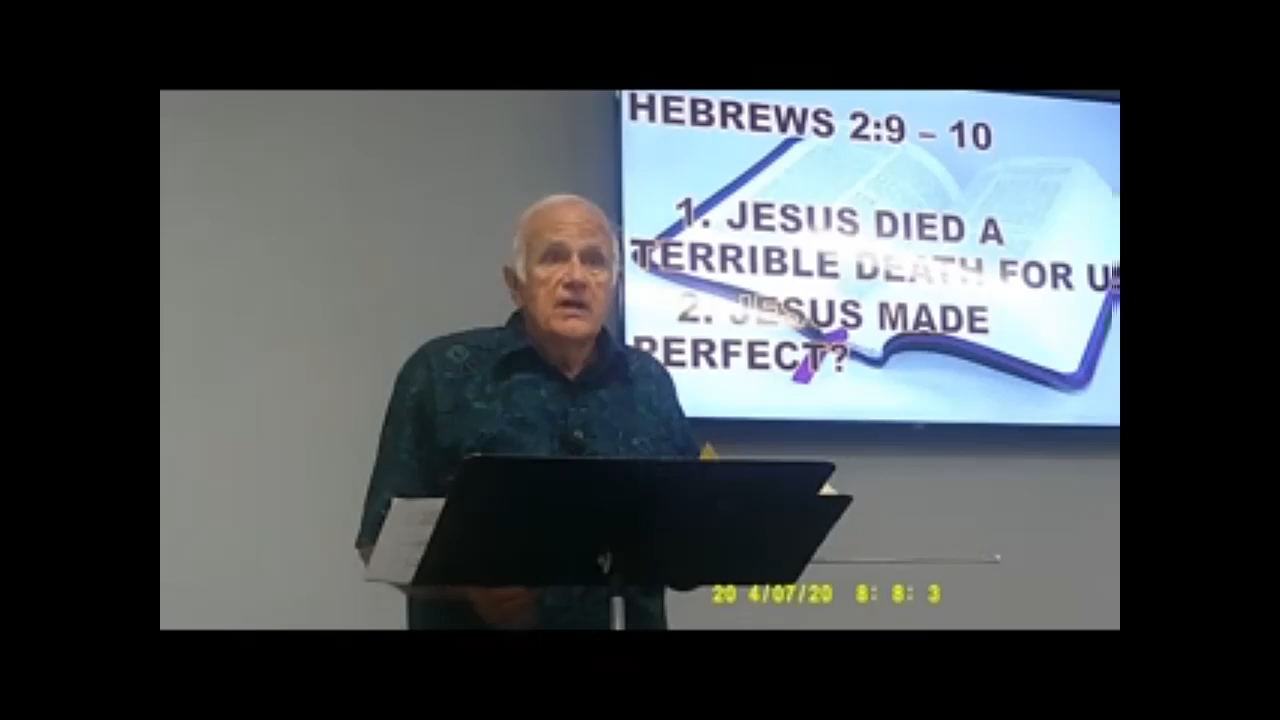 HEBREWS 2:9 – 10
1. JESUS DIED A
TERRIBLE DEATH FOR US
2. JESUS MADE
PERFECT?
20 4/07/20 8: 8: 3